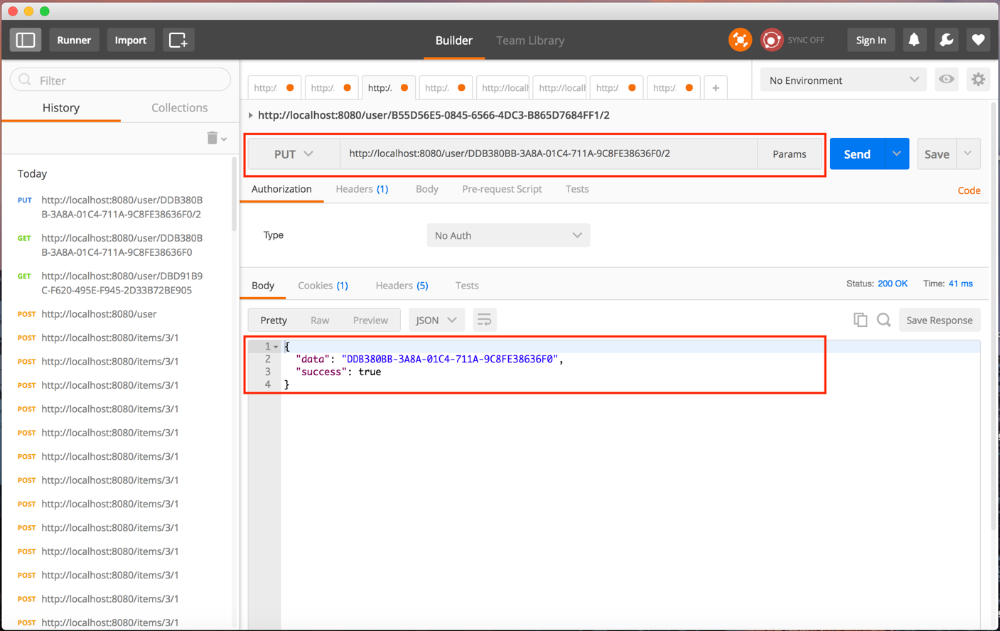 Runner
Import
Builder
Team Library
SYNC OFF
Sign In
Filter
History
Collections
Today
PUT http://localhost:8080/user/DDB380B
B-3A8A-01C4-711A-9C8FE38636F0/2
GET http://localhost:8080/user/DDB380B
B-3A8A-01C4-711A-9C8FE38636F0
GET http://localhost:8080/user/DBD91B9
C-F620-495E-F945-2D33B72BE905
POST http://localhost:8080/user
POST http://localhost:8080/items/3/1
POST http://localhost:8080/items/3/1
POST http://localhost:8080/items/3/1
POST http://localhost:8080/items/3/1
POST http://localhost:8080/items/3/1
POST http://localhost:8080/items/3/1
POST http://localhost:8080/items/3/1
POST http://localhost:8080/items/3/1
POST http://localhost:8080/items/3/1
POST http://localhost:8080/items/3/1
POST http://localhost:8080/items/3/1
POST http://localhost:8080/items/3/1
POST http://localhost:8080/items/3/1
http:/.
http:/.
http:/.
http:/.
http://local
http://local
http:/.
http:/.
+
No Environment
http://localhost:8080/user/B55D56E5-0845-6566-4DC3-B865D7684FF1/2
PUT
http://localhost:8080/user/DDB380BB-3A8A-01C4-711A-9C8FE38636F0/2
Params
Send
Save
Authorization
Headers (1)
Body
Pre-request Script
Tests
Code
Type
No Auth
Body
Cookies (1)
Headers (5)
Tests
Status: 200 OK
Time: 41 ms
Pretty
Raw
Preview
JSON
Save Response
1 {
2 "data": "DDB380BB-3A8A-01C4-711A-9C8FE38636F0",
3 "success": true
4 }